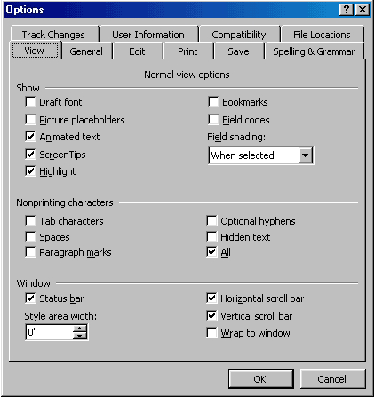 Options
Track Changes User Information Compatibility File Locations
View General Edit Print Save Spelling & Grammar
Normal view options
Show
Draft font Bookmarks
Picture placeholders Field codes
Animated text Field shading:
ScreenTips When selected
Highlight
Nonprinting characters
Tab characters Optional hyphens
Spaces Hidden text
Paragraph marks All
Window
Status bar Horizontal scroll bar
Style area width: Vertical scroll bar
0" Wrap to window
OK Cancel